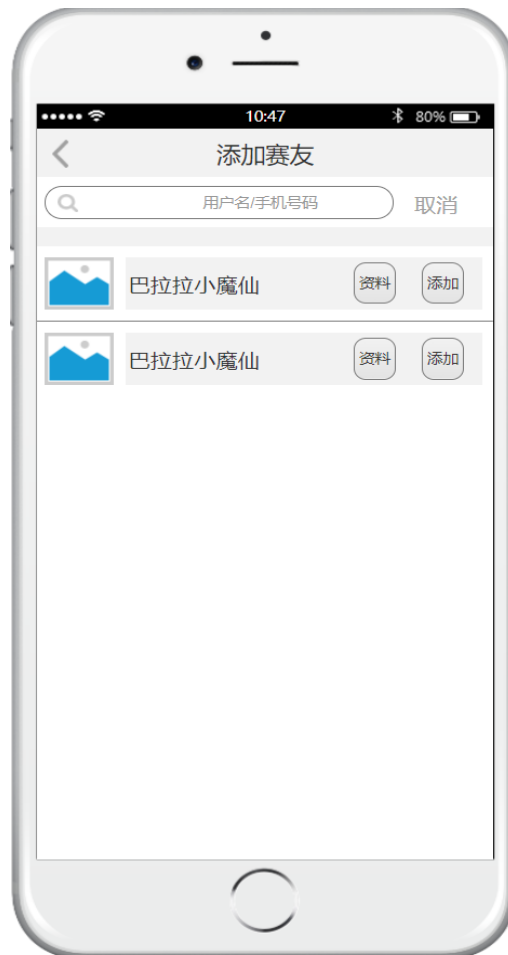 10:47 80%
添加赛友
用户名/手机号码 取消
巴拉拉小魔仙 资料 添加
巴拉拉小魔仙 资料 添加